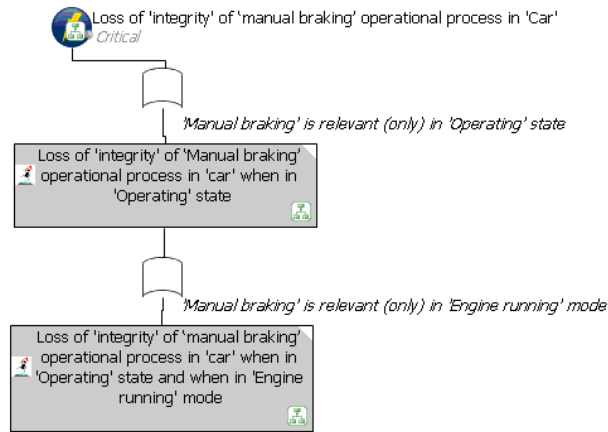 Loss of 'integrity' of 'manual braking' operational process in 'Car'
Critical
'Manual braking' is relevant (only) in 'Operating' state
Loss of 'integrity' of 'Manual braking'
operational process in 'car' when in
'Operating' state
'Manual braking' is relevant (only) in 'Engine running' mode
Loss of 'integrity' of 'manual braking'
operational process in 'car' when in
'Operating' state and when in 'Engine
running' mode